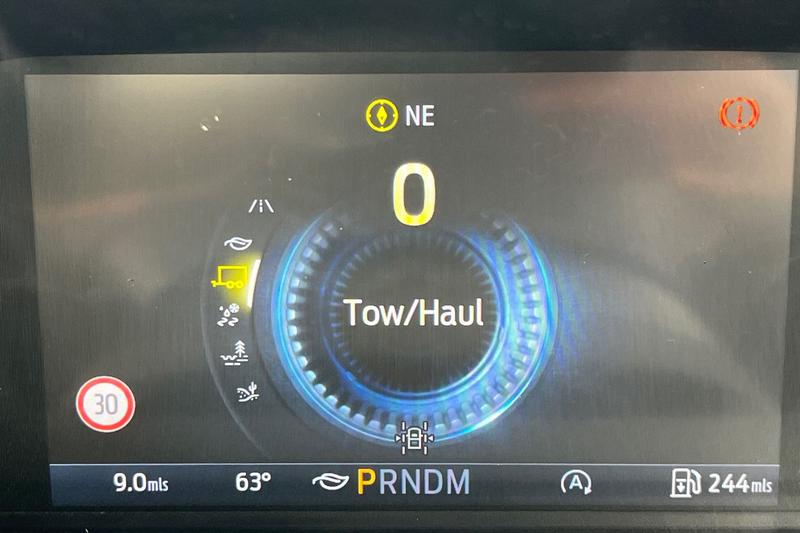 NE
0
Tow/Haul
30
9.0mls 63° PRNDM A 244mls